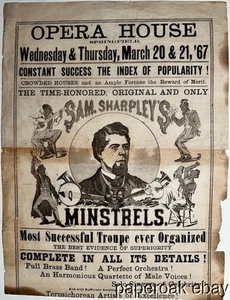 OPERA HOUSE
SPRINGFIELD.
Wednesday & Thursday, March 20 & 21, '67
CONSTANT SUCCESS THE INDEX OF POPULARITY!
CROWDED HOUSES and an Ample Fortune the Reward of Merit.
THE TIME-HONORED ORIGINAL AND ONLY
SAM. SHARPLEY'S
MINSTRELS.
Most Successful Troupe ever Organized
THE BEST EVIDENCE OF SUPERIORITY.
COMPLETE IN ALL ITS DETAILS!
Full Brass Band! A Perfect Orchestra!
An Harmonious Quartette of Male Voices!
Terpsichorean Artists of Excellence
paperoak ebay